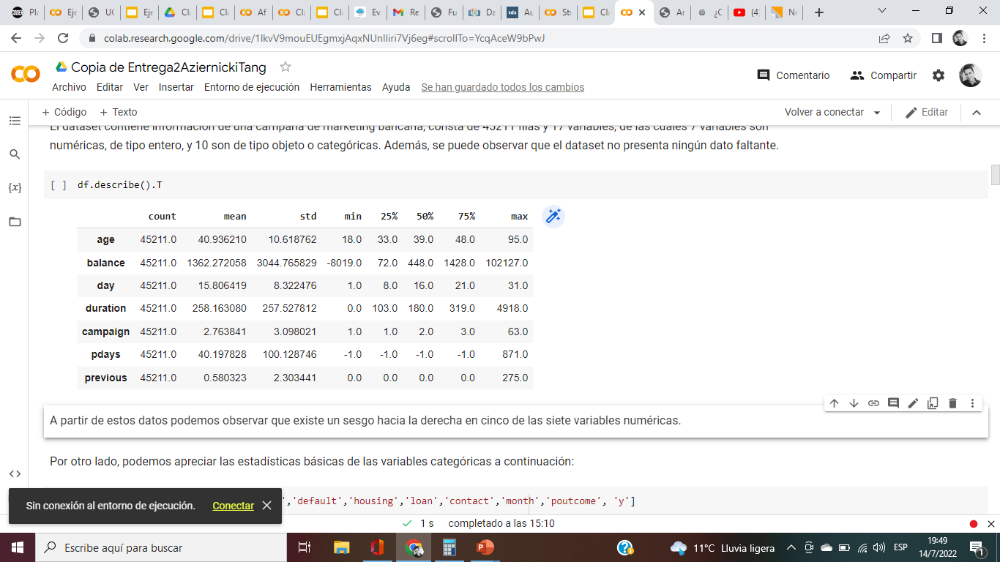 Pla
Eje
UC
Eje
Cla
Cla
Af
Cla
Cla
Ev
Re
Fu
Da
Au
Str
Cla
Ar
¿C
(4)
Ne
colab.research.google.com/drive/
Copia de Entrega2AziernickiTang
Comentario
Compartir
Archivo Editar Ver Insertar Entorno de ejecución Herramientas Ayuda Se han guardado todos los cambios
+ Código + Texto
Volver a conectar
Editar
El dataset contiene información de una campaña de marketing bancaria, consta de 45211 filas y 17 variables, de las cuales 7 variables son
numéricas, de tipo entero, y 10 son de tipo objeto o categóricas. Además, se puede observar que el dataset no presenta ningún dato faltante.
[ ] df.describe().T
count mean std min 25% 50% 75% max
age 45211.0 40.936210 10.618762 18.0 33.0 39.0 48.0 95.0
balance 45211.0 1362.272058 3044.765829 -8019.0 72.0 448.0 1428.0 102127.0
day 45211.0 15.806419 8.322476 1.0 8.0 16.0 21.0 31.0
duration 45211.0 258.163080 257.527812 0.0 103.0 180.0 319.0 4918.0
campaign 45211.0 2.763841 3.098021 1.0 1.0 2.0 3.0 63.0
pdays 45211.0 40.197828 100.128746 -1.0 -1.0 -1.0 -1.0 871.0
previous 45211.0 0.580323 2.303441 0.0 0.0 0.0 0.0 275.0
A partir de estos datos podemos observar que existe un sesgo hacia la derecha en cinco de las siete variables numéricas.
Por otro lado, podemos apreciar las estadísticas básicas de las variables categóricas a continuación:
','default','housing','loan','contact','month','poutcome', 'y']
Sin conexión al entorno de ejecución. Conectar
1 s completado a las 15:10
Escribe aquí para buscar
11°C Lluvia ligera
ESP
19:49
14/7/2022
1